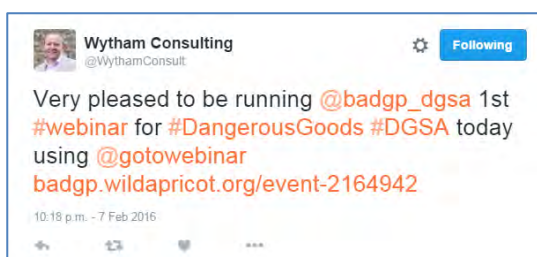 Wytham Consulting
@WythamConsult
Following
Very pleased to be running @badgp_dgsa 1st
#webinar for #DangerousGoods #DGSA today
using @gotowebinar
badgp.wildapricot.org/event-2164942
10:18 p.m. - 7 Feb 2016